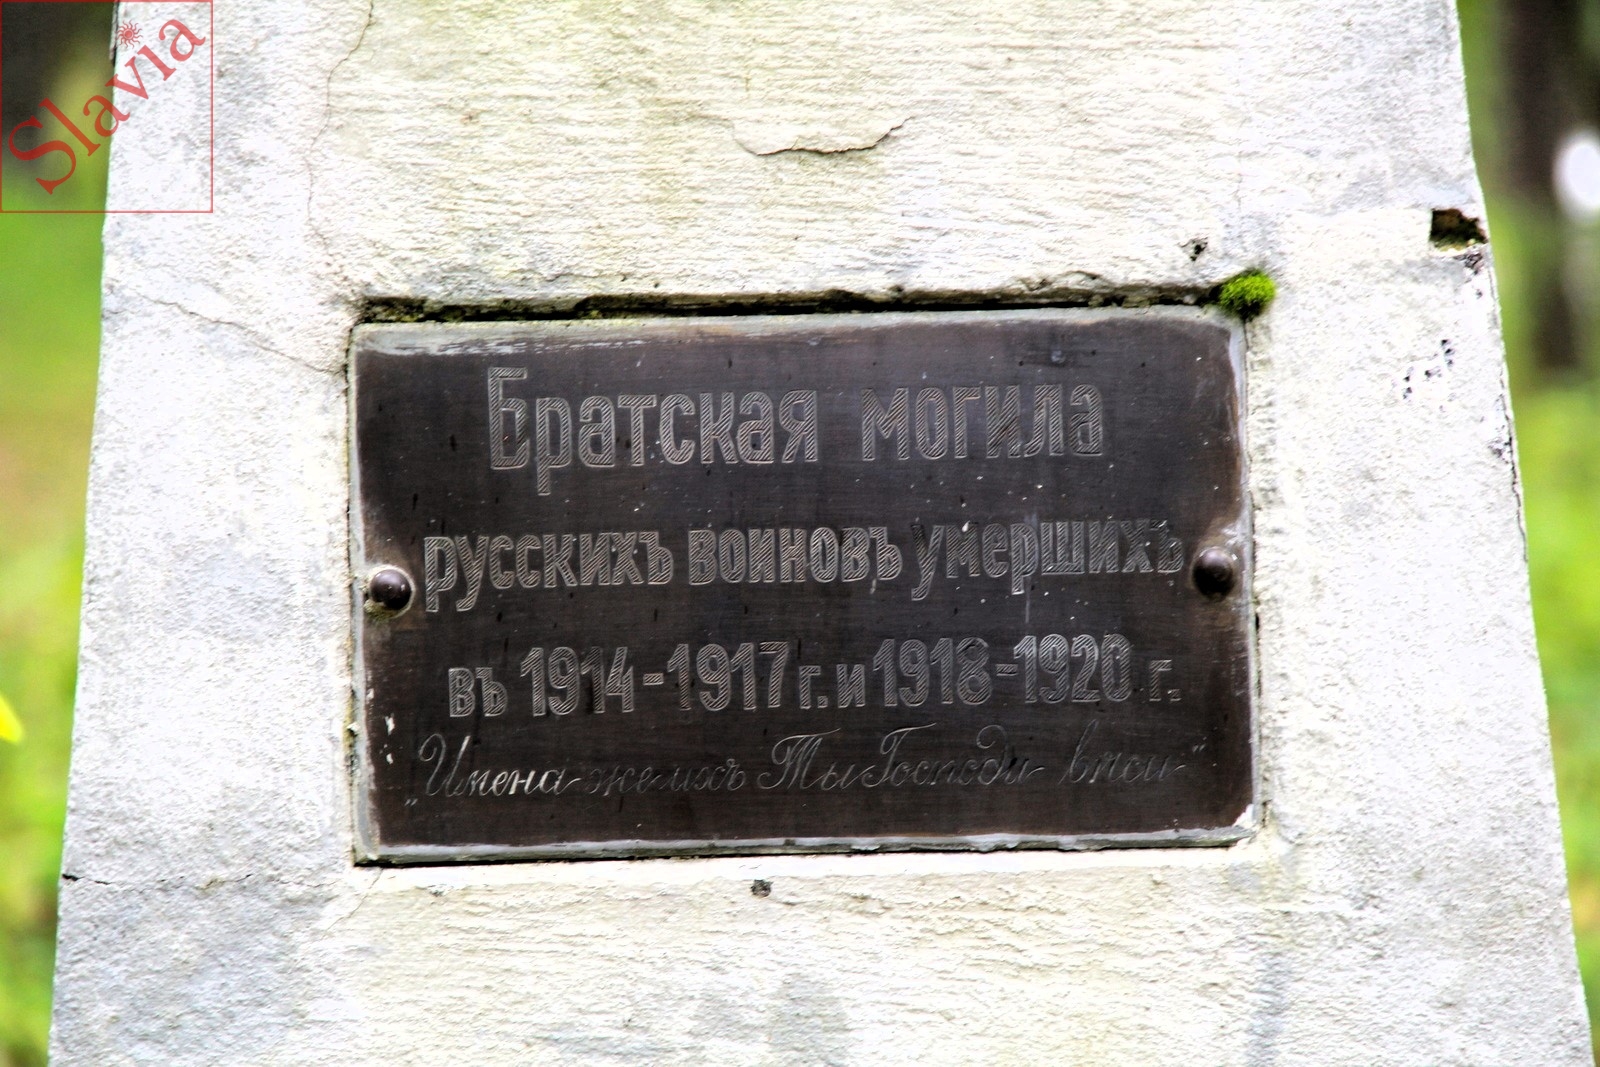 Slavia
Братская могила
русскихъ воиновъ умершихъ
въ 1914-1917 г. и 1918-1920 г.
„Имена же ихъ Ты Господи вѣси"